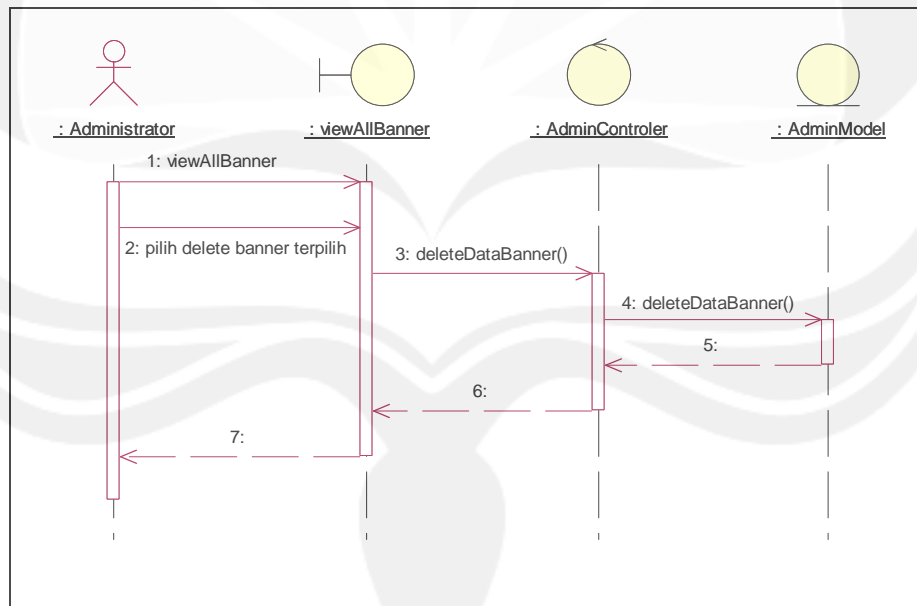 : Administrator
: viewAllBanner
: AdminControler
: AdminModel
1: viewAllBanner
2: pilih delete banner terpilih
3: deleteDataBanner()
4: deleteDataBanner()
5:
6:
7: